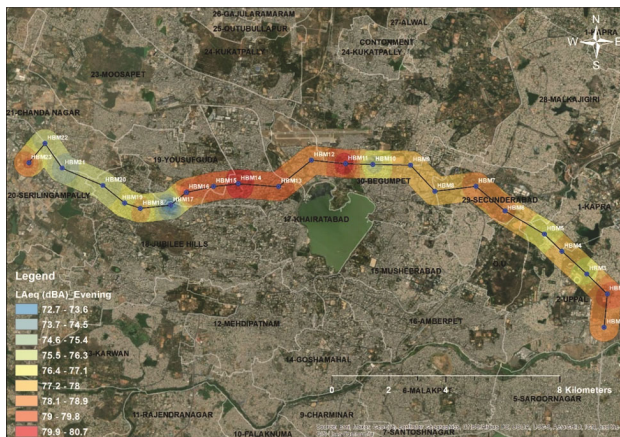 26-GAJULARAMARAM
27-ALWAL
25-QUTUBULLAPUR
N
1-KAPRA
CONTONMENT
W E
24-KUKATPALLY
24-KUKATPALLY
S
23-MOOSAPET
28-MALKAJIGIRI
21-CHANDA NAGAR
HBM22
HBM23
HBM21
19-YOUSUFGUDA
HBM12
HBM11
HBM10
HBM9
30-BEGUMPET
HBM20
HBM14
HBM15
HBM14
HBM13
HBM8
HBM7
20-SERILINGAMPALLY
HBM19
HBM18
HBM17
29-SECUNDERABAD
1-KAPRA
HBM6
17-KHAIRATABAD
HBM5
18-JUBILEE HILLS
HBM4
15-MUSHEERABAD
HBM3
Legend
2-UPPAL
LAeq (dBA)_Evening
72.7 - 73.6
73.7 - 74.5
12-MEHDIPATNAM
16-AMBERPET
74.6 - 75.4
75.5 - 76.3
14-GOSHAMAHAL
76.4 - 77.1
77.2 - 78
0 4 8 Kilometers
78.1 - 78.9
6-MALAKPET
5-SAROORNAGAR
79 - 79.8
11-RAJENDRANAGAR
9-CHARMINAR
79.9 - 80.7
10-FALAKNUMA
7-SANTOSHNAGAR